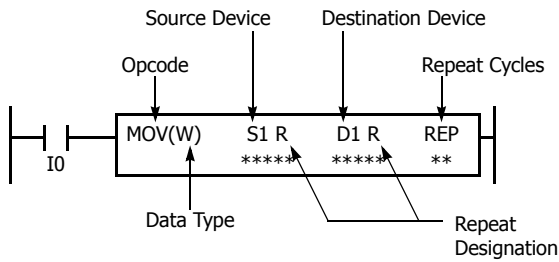 Source Device
Destination Device
Opcode
Repeat Cycles
MOV(W) S1 R D1 R REP
***** ***** **
I0
Data Type
Repeat
Designation